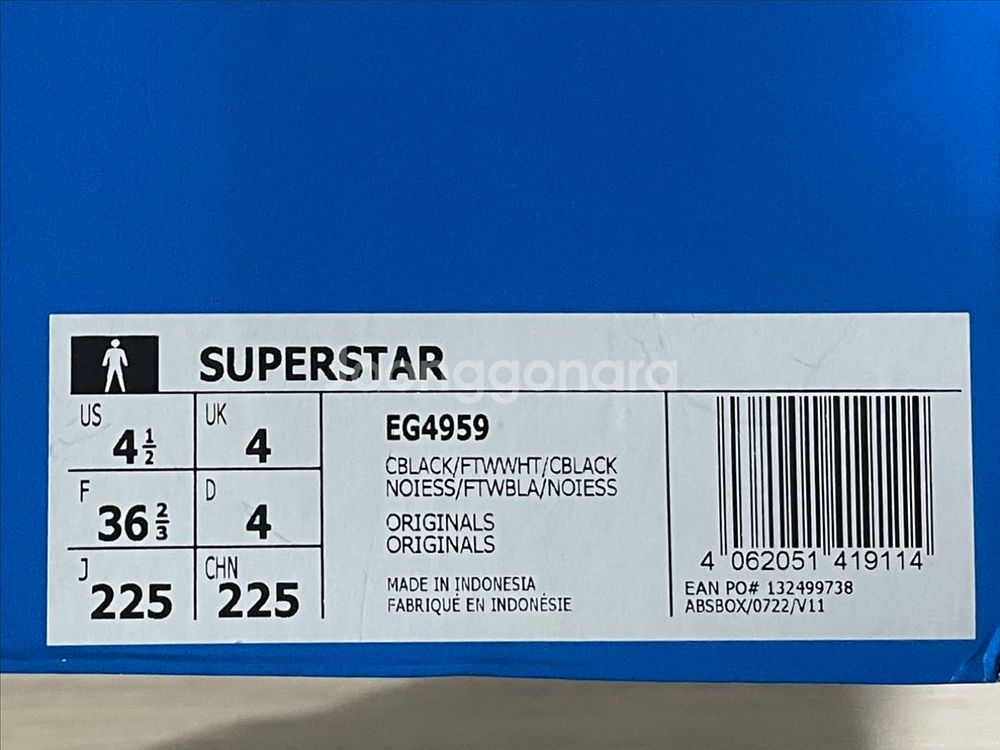 SUPERSTAR
US 4 1/2
UK 4
F 36 2/3
D 4
J 225
CHN 225
EG4959
CBLACK/FTWWHT/CBLACK
NOIESS/FTWBLA/NOIESS
ORIGINALS
ORIGINALS
MADE IN INDONESIA
FABRIQUÉ EN INDONÉSIE
4 062051 419114
EAN PO# 132499738
ABSBOX/0722/V11
joonggonara